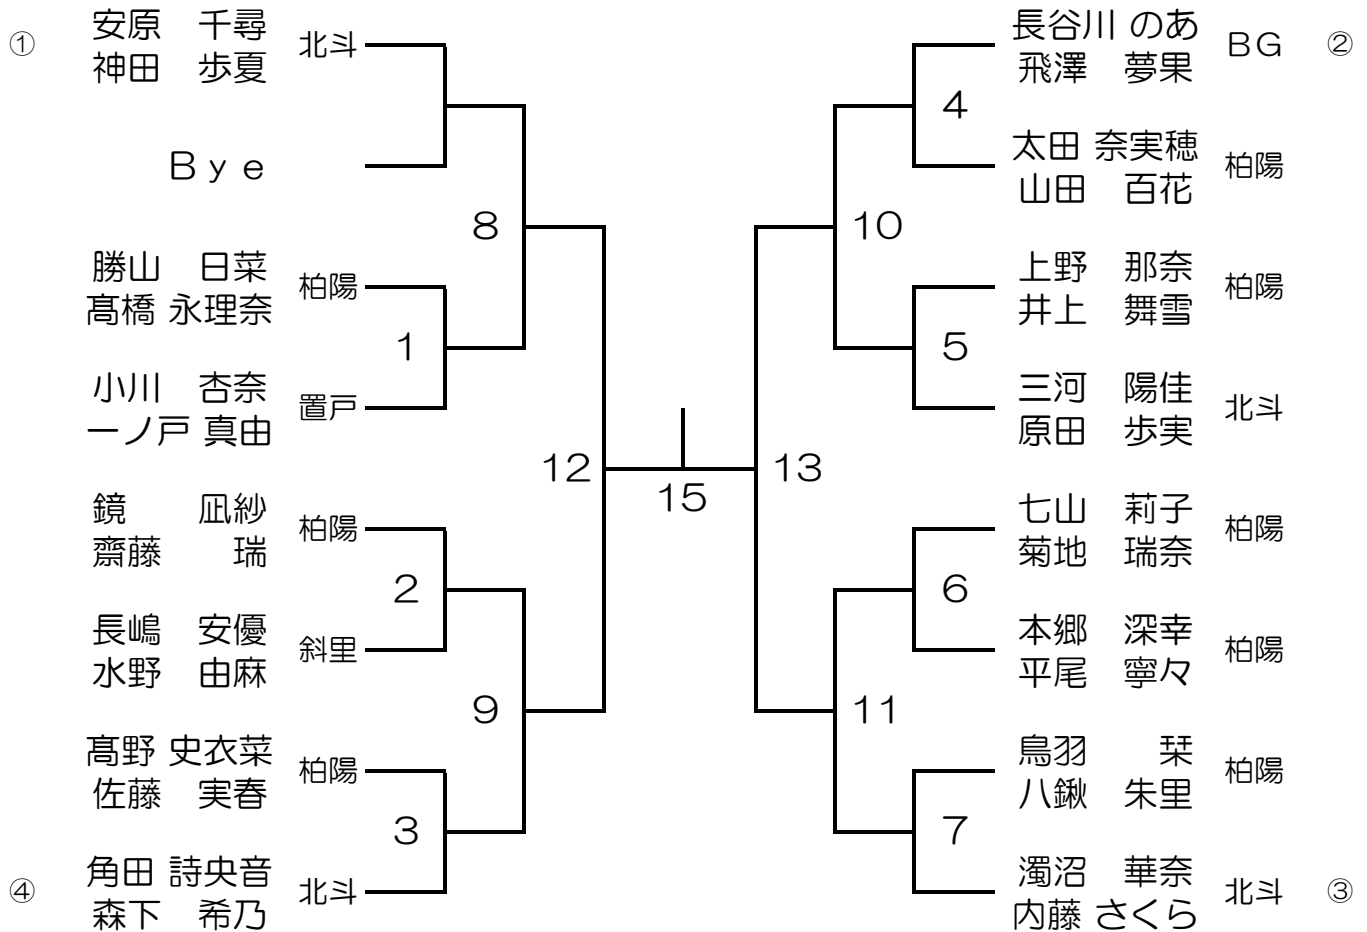 ① 安原　千尋 北斗
神田　歩夏
Ｂｙｅ
8
勝山　日菜 柏陽
髙橋 永理奈
1
小川　杏奈 置戸
一ノ戸 真由
12
鏡　　凪紗 柏陽
齋藤　　瑞
2
長嶋　安優 斜里
水野　由麻
9
髙野 史衣菜 柏陽
佐藤　実春
3
④ 角田 詩央音 北斗
森下　希乃
15
長谷川 のあ ＢＧ ②
飛澤　夢果
4
太田 奈実穂 柏陽
山田　百花
10
上野　那奈 柏陽
井上　舞雪
5
三河　陽佳 北斗
原田　歩実
13
七山　莉子 柏陽
菊地　瑞奈
6
本郷　深幸 柏陽
平尾　寧々
11
鳥羽　　栞 柏陽
八鍬　朱里
7
濁沼　華奈 北斗 ③
内藤 さくら